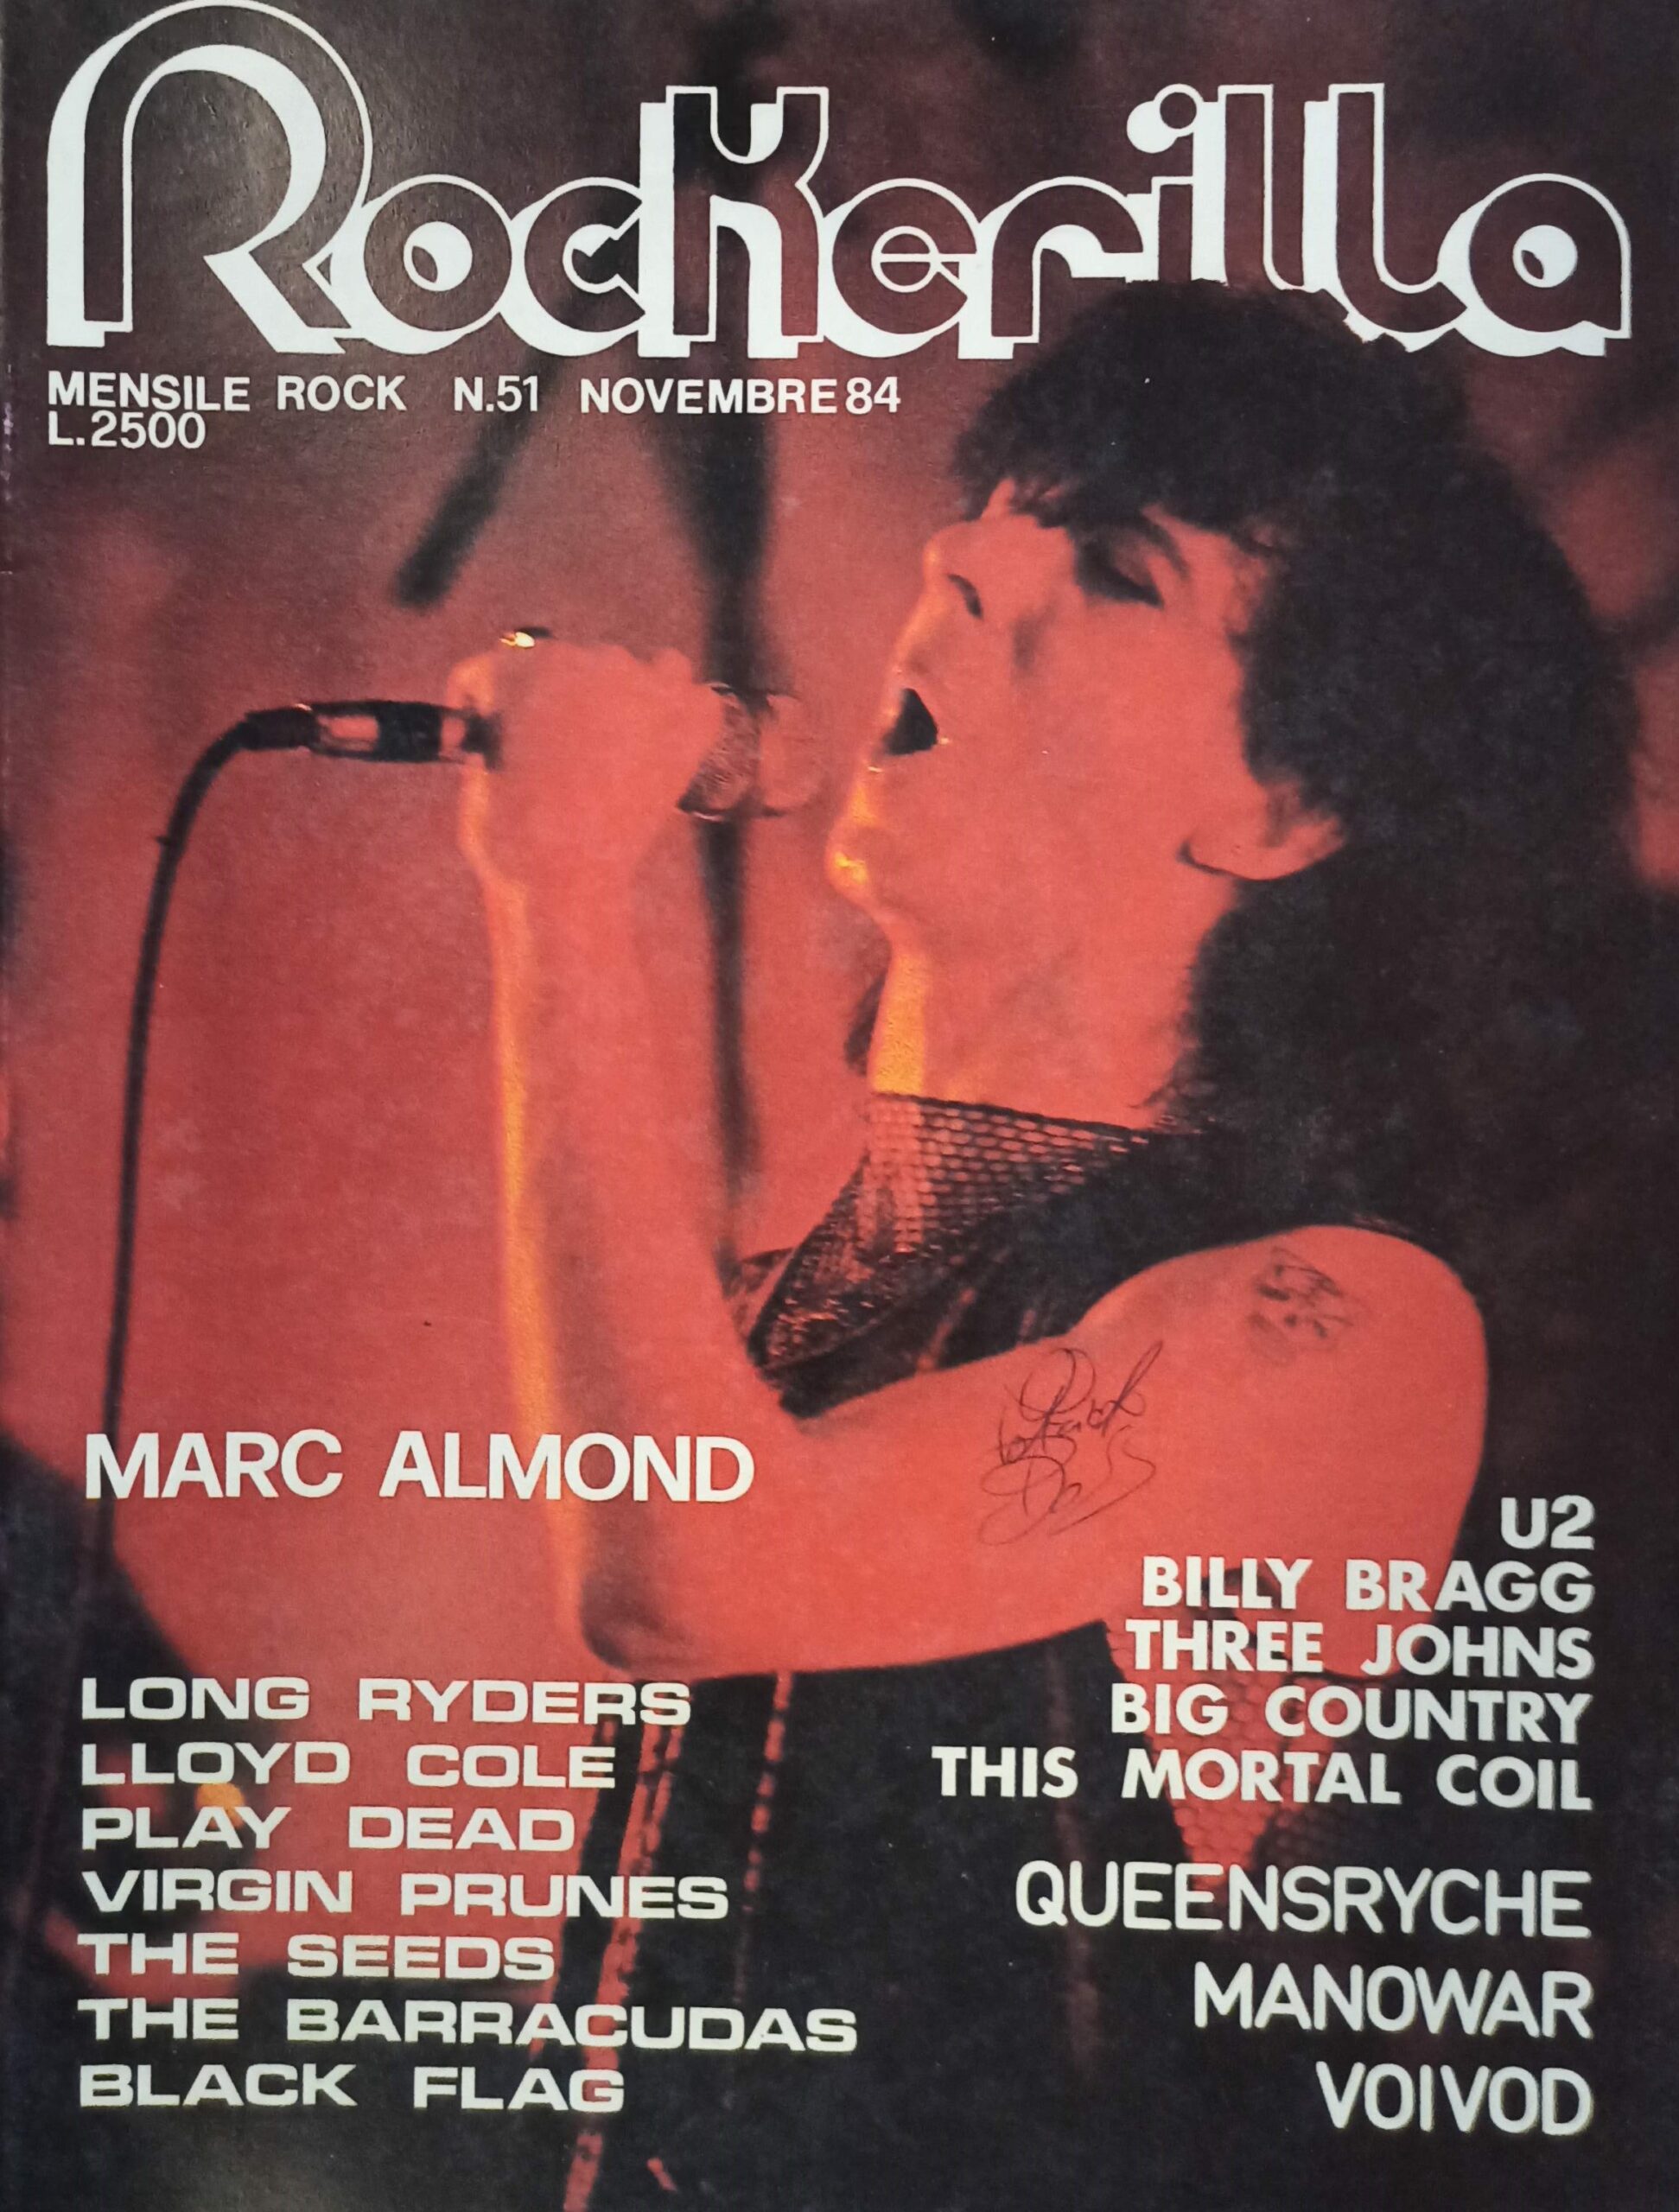 Rockerilla
MENSILE ROCK N.51 NOVEMBRE 84
L.2500
MARC ALMOND
LONG RYDERS
LLOYD COLE
PLAY DEAD
VIRGIN PRUNES
THE SEEDS
THE BARRACUDAS
BLACK FLAG
U2
BILLY BRAGG
THREE JOHNS
BIG COUNTRY
THIS MORTAL COIL
QUEENSRYCHE
MANOWAR
VOIVOD